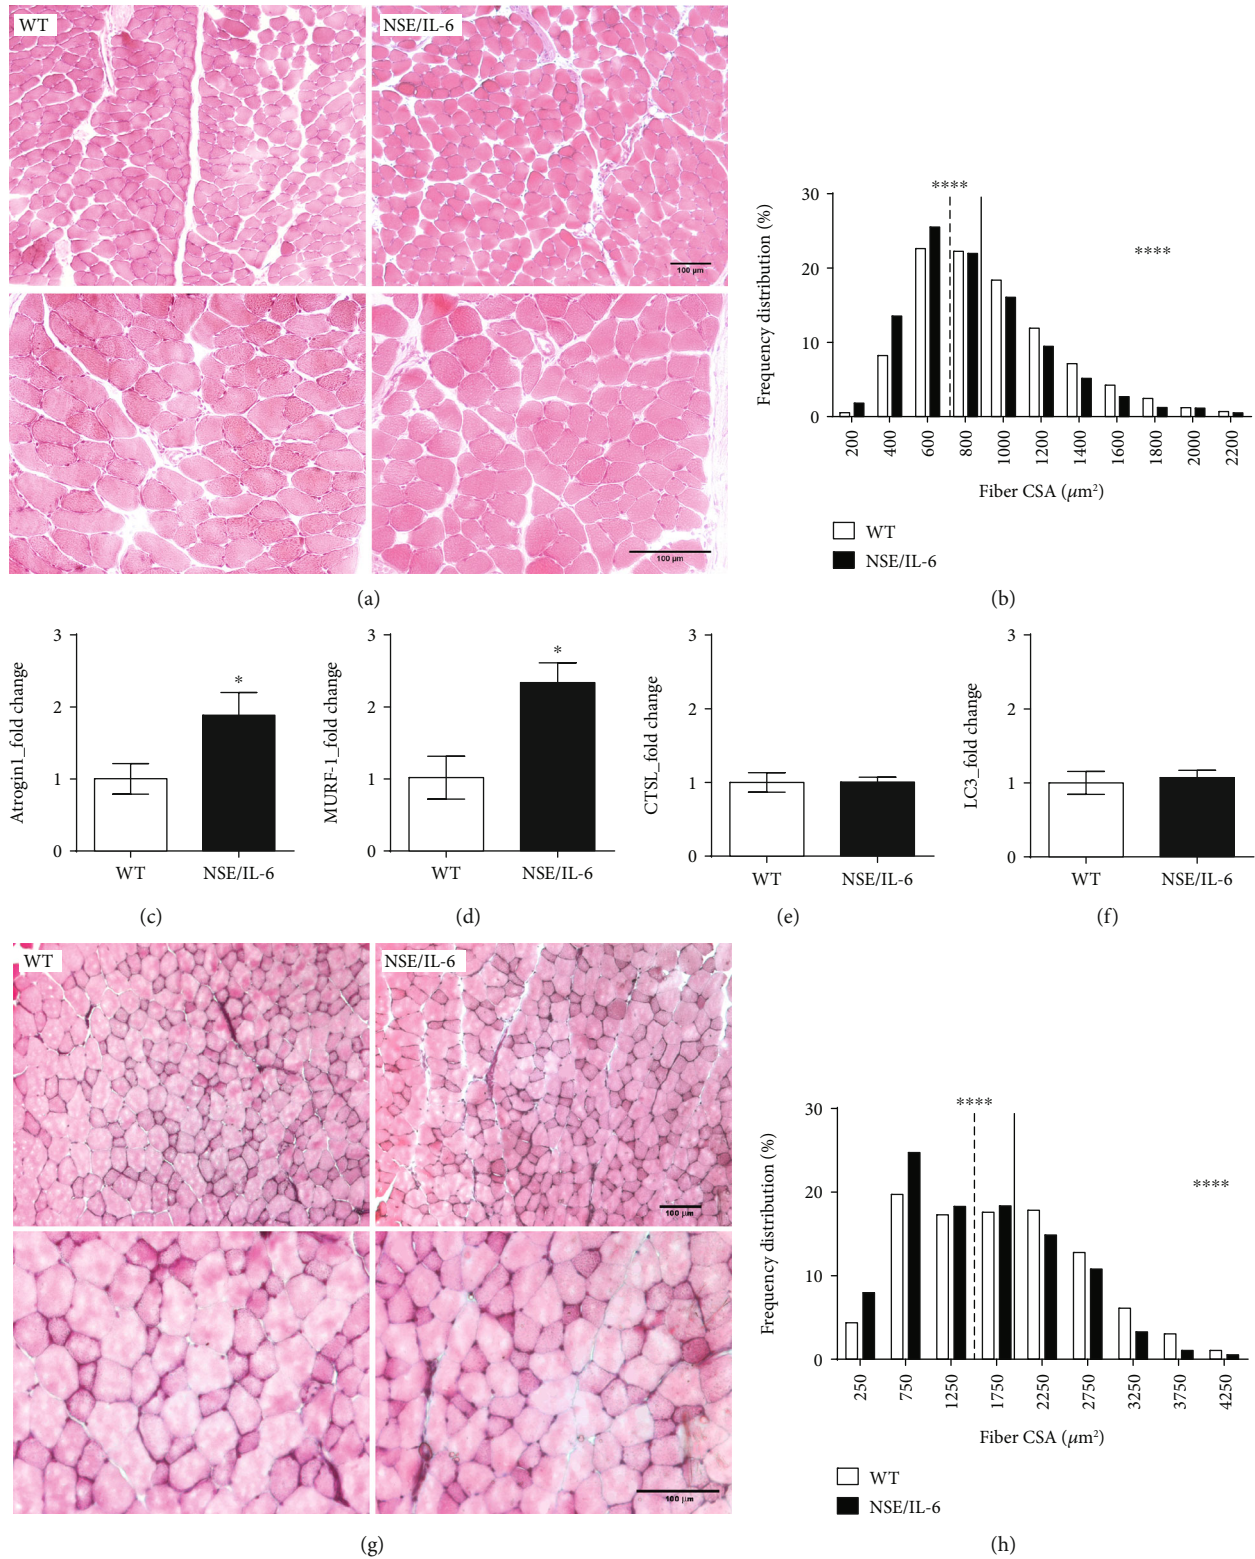 WT
NSE/IL-6
100 μm
100 μm
(a)
****
****
Frequency distribution (%)
30
20
10
0
200
400
600
800
1000
1200
1400
1600
1800
2000
2200
Fiber CSA (μm²)
WT
NSE/IL-6
(b)
Atrogin1_fold change
3
2
1
0
*
WT
NSE/IL-6
(c)
MURF-1_fold change
3
2
1
0
*
WT
NSE/IL-6
(d)
CTSL_fold change
3
2
1
0
WT
NSE/IL-6
(e)
LC3_fold change
3
2
1
0
WT
NSE/IL-6
(f)
WT
NSE/IL-6
100 μm
100 μm
(g)
****
****
Frequency distribution (%)
30
20
10
0
250
750
1250
1750
2250
2750
3250
3750
4250
Fiber CSA (μm²)
WT
NSE/IL-6
(h)